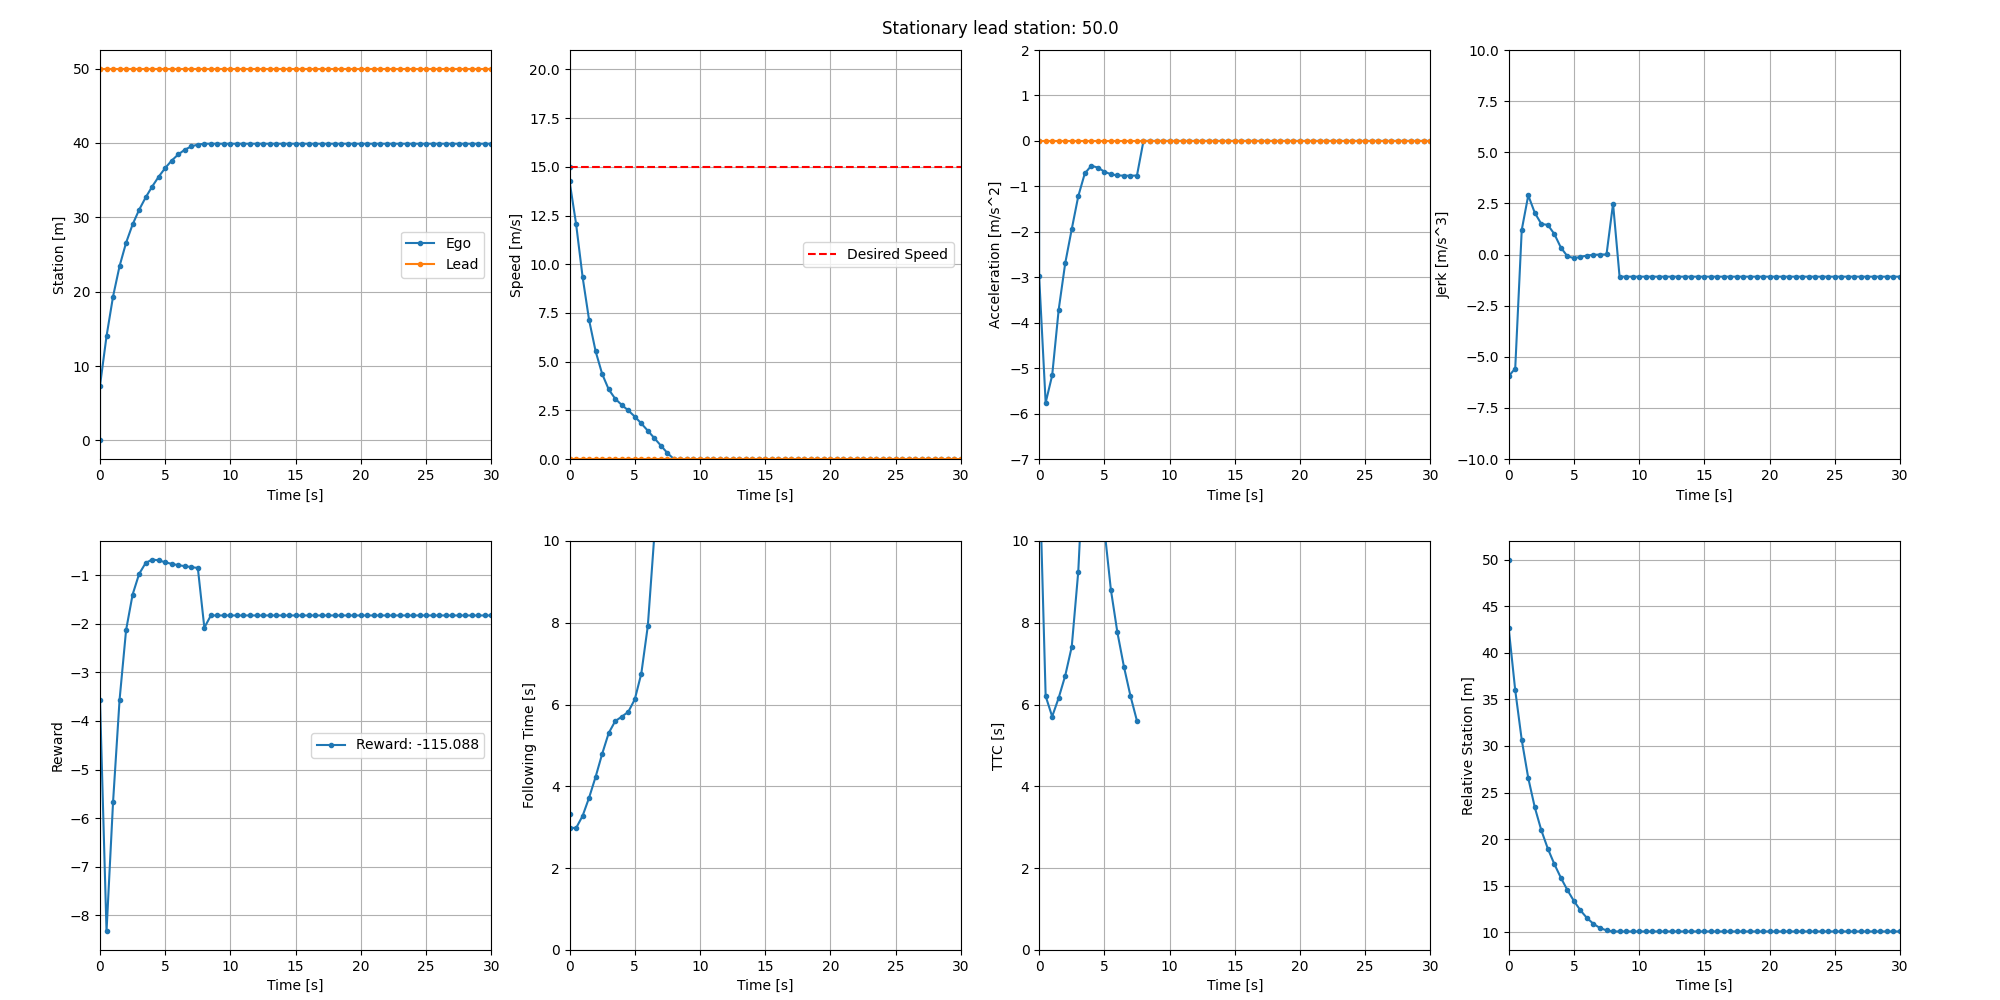 Stationary lead station: 50.0
Station [m]
50
40
30
20
10
0
Ego
Lead
0 5 10 15 20 25 30
Time [s]
Speed [m/s]
20.0
17.5
15.0
12.5
10.0
7.5
5.0
2.5
0.0
Desired Speed
0 5 10 15 20 25 30
Time [s]
Acceleration [m/s^2]
2
1
0
−1
−2
−3
−4
−5
−6
−7
0 5 10 15 20 25 30
Time [s]
Jerk [m/s^3]
10.0
7.5
5.0
2.5
0.0
−2.5
−5.0
−7.5
−10.0
0 5 10 15 20 25 30
Time [s]
Reward
−1
−2
−3
−4
−5
−6
−7
−8
Reward: -115.088
0 5 10 15 20 25 30
Time [s]
Following Time [s]
10
8
6
4
2
0
0 5 10 15 20 25 30
Time [s]
TTC [s]
10
8
6
4
2
0
0 5 10 15 20 25 30
Time [s]
Relative Station [m]
50
45
40
35
30
25
20
15
10
0 5 10 15 20 25 30
Time [s]